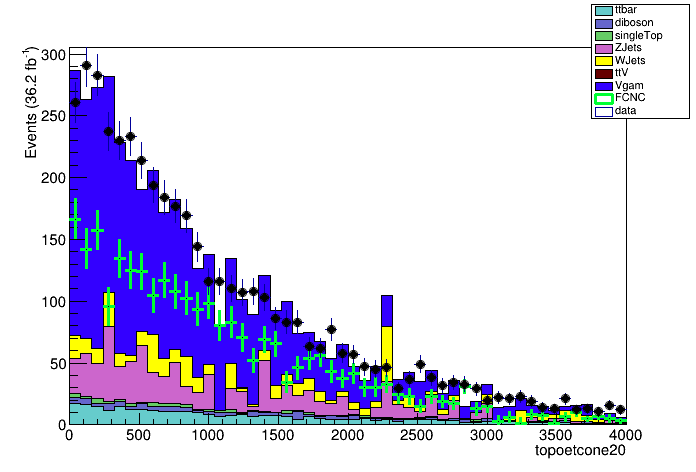 ttbar
diboson
singleTop
ZJets
WJets
ttV
Vgam
FCNC
data
Events (36.2 fb⁻¹)
300
250
200
150
100
50
0
0 500 1000 1500 2000 2500 3000 3500 4000
topoetcone20